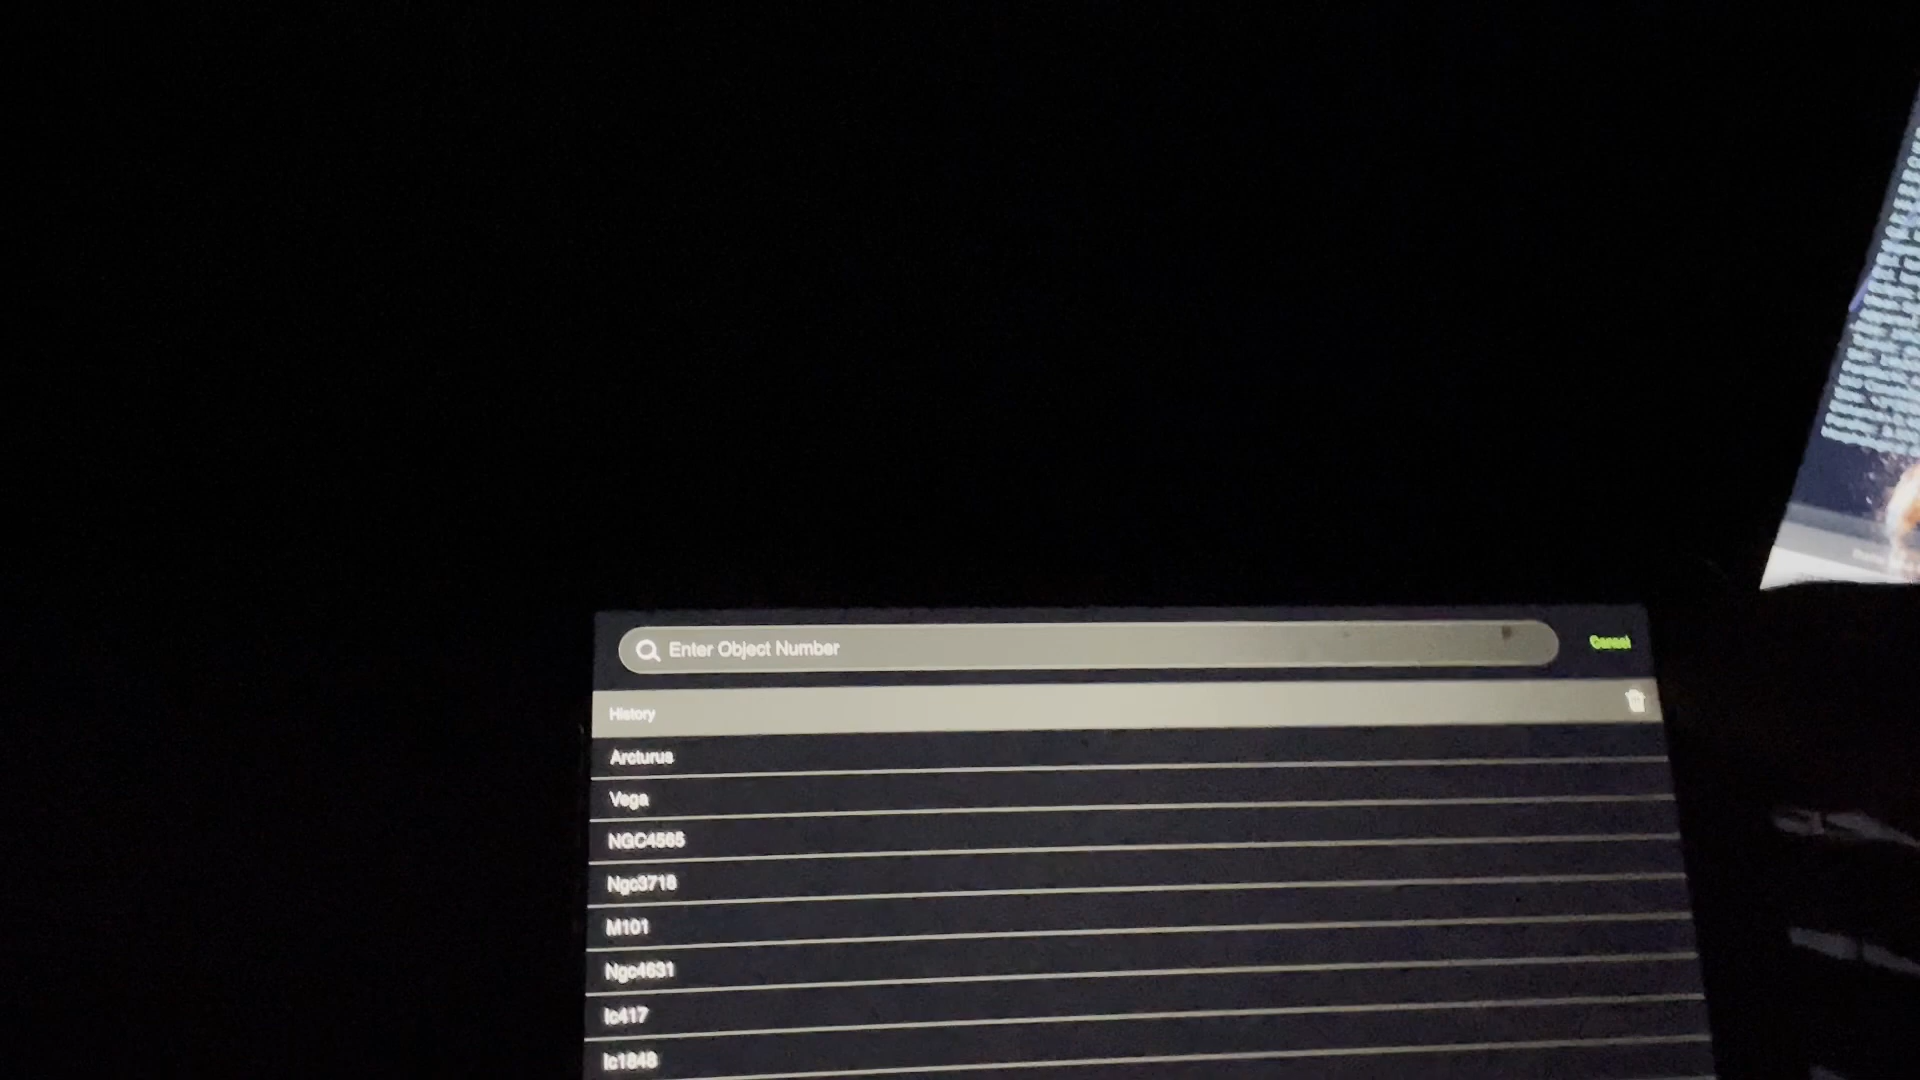 Enter Object Number
Cancel
History
Arcturus
Vega
NGC4565
Ngc3718
M101
Ngc4631
Ic417
Ic1848